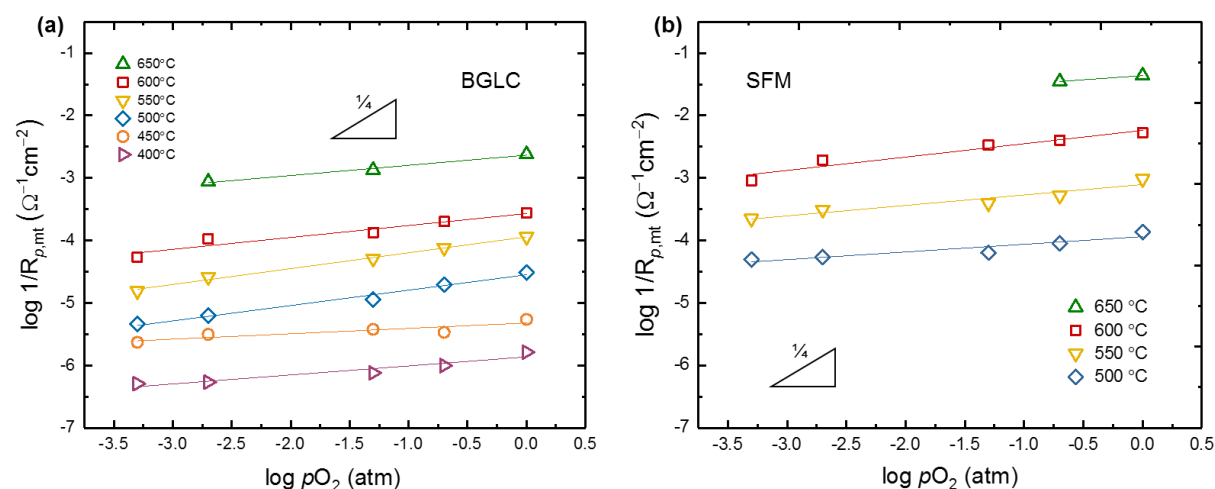 (a)
BGLC
650°C
600°C
550°C
500°C
450°C
400°C
¼
-1
-2
-3
-4
-5
-6
-7
log 1/R p,mt (Ω⁻¹cm⁻²)
-3.5 -3.0 -2.5 -2.0 -1.5 -1.0 -0.5 0.0 0.5
log pO₂ (atm)
(b)
SFM
-1
-2
-3
-4
-5
-6
-7
log 1/R p,mt (Ω⁻¹cm⁻²)
650 °C
600 °C
550 °C
500 °C
¼
-3.5 -3.0 -2.5 -2.0 -1.5 -1.0 -0.5 0.0 0.5
log pO₂ (atm)